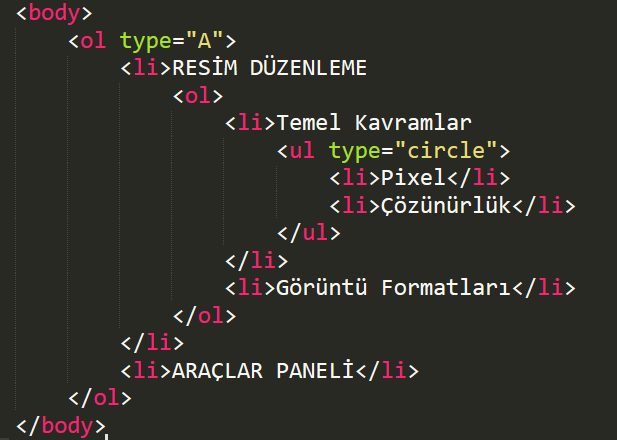 <body>
<ol type="A">
<li>RESİM DÜZENLEME
<ol>
<li>Temel Kavramlar
<ul type="circle">
<li>Pixel</li>
<li>Çözünürlük</li>
</ul>
</li>
<li>Görüntü Formatları</li>
</ol>
</li>
<li>ARAÇLAR PANELİ</li>
</ol>
</body>